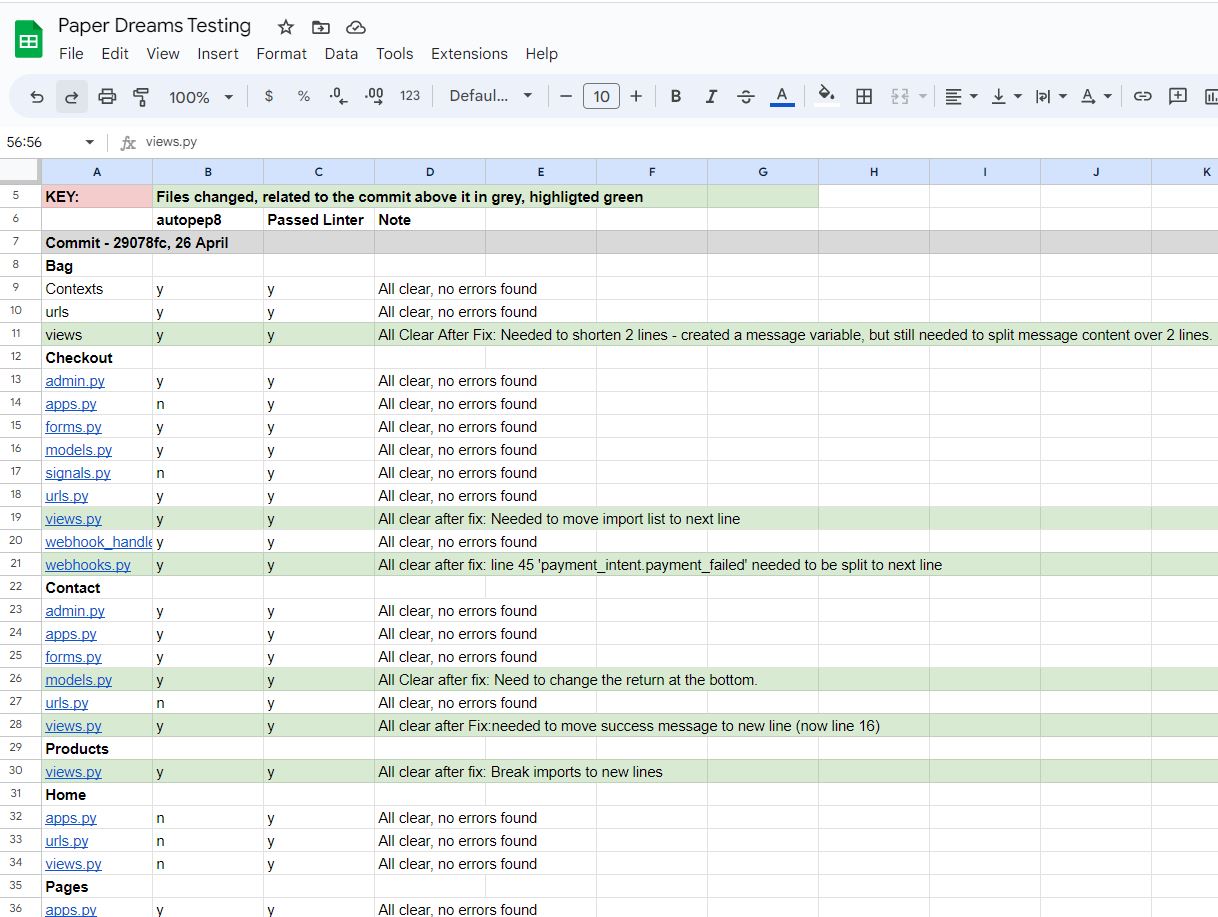 Paper Dreams Testing
File Edit View Insert Format Data Tools Extensions Help
100% $ % .0 .00 123 Defaul... 10 B I S A A
56:56 fx views.py
A B C D E F G H I J K
5 KEY: Files changed, related to the commit above it in grey, highligted green
6 autopep8 Passed Linter Note
7 Commit - 29078fc, 26 April
8 Bag
9 Contexts y y All clear, no errors found
10 urls y y All clear, no errors found
11 views y y All Clear After Fix: Needed to shorten 2 lines - created a message variable, but still needed to split message content over 2 lines.
12 Checkout
13 admin.py y y All clear, no errors found
14 apps.py n y All clear, no errors found
15 forms.py y y All clear, no errors found
16 models.py y y All clear, no errors found
17 signals.py n y All clear, no errors found
18 urls.py y y All clear, no errors found
19 views.py y y All clear after fix: Needed to move import list to next line
20 webhook_handle y y All clear, no errors found
21 webhooks.py y y All clear after fix: line 45 'payment_intent.payment_failed' needed to be split to next line
22 Contact
23 admin.py y y All clear, no errors found
24 apps.py y y All clear, no errors found
25 forms.py y y All clear, no errors found
26 models.py y y All Clear after fix: Need to change the return at the bottom.
27 urls.py n y All clear, no errors found
28 views.py y y All clear after Fix:needed to move success message to new line (now line 16)
29 Products
30 views.py y y All clear after fix: Break imports to new lines
31 Home
32 apps.py n y All clear, no errors found
33 urls.py n y All clear, no errors found
34 views.py n y All clear, no errors found
35 Pages
36 apps.py y y All clear, no errors found